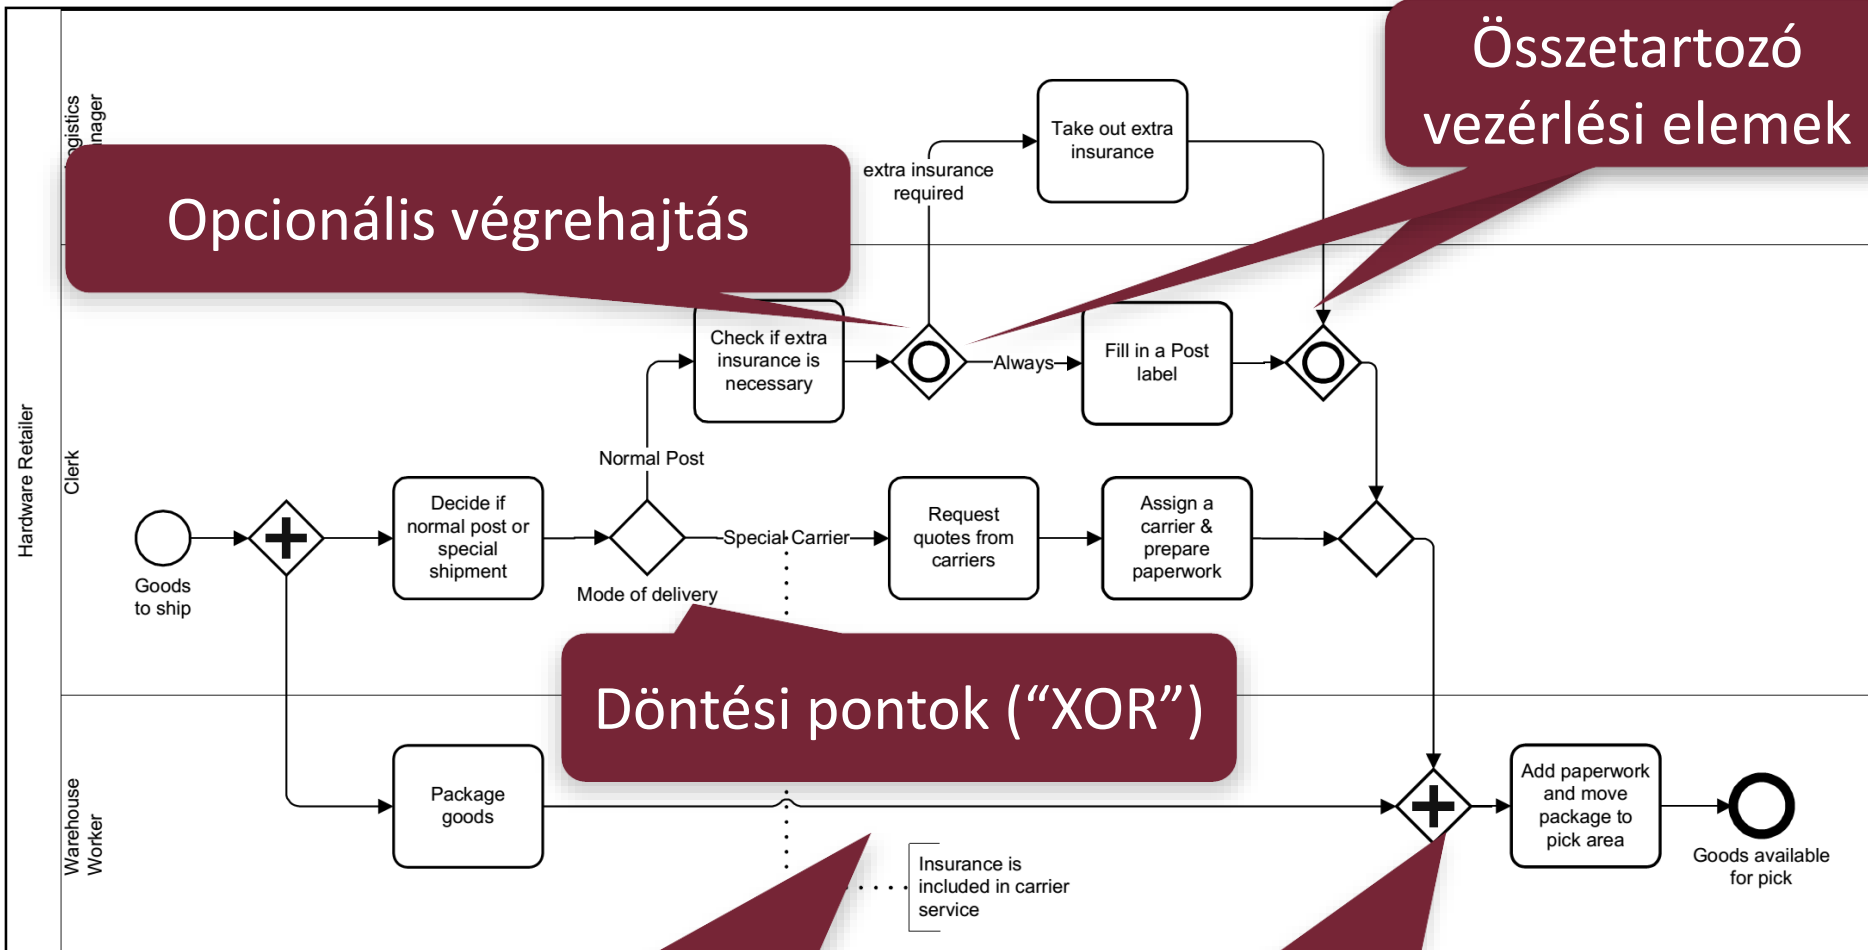 Összetartozó
vezérlési elemek
Opcionális végrehajtás
extra insurance
required
Take out extra
insurance
Hardware Retailer
Clerk
Check if extra
insurance is
necessary
Always
Fill in a Post
label
Normal Post
Goods
to ship
Decide if
normal post or
special
shipment
Mode of delivery
Special Carrier
Request
quotes from
carriers
Assign a
carrier &
prepare
paperwork
Döntési pontok (“XOR”)
Warehouse
Worker
Package
goods
Insurance is
included in carrier
service
Add paperwork
and move
package to
pick area
Goods available
for pick